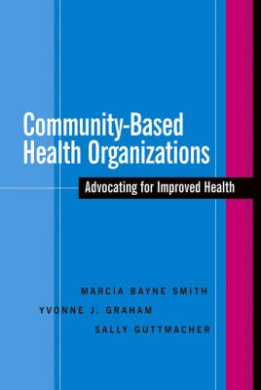 Community-Based
Health Organizations
Advocating for Improved Health
MARCIA BAYNE SMITH
YVONNE J. GRAHAM
SALLY GUTTMACHER